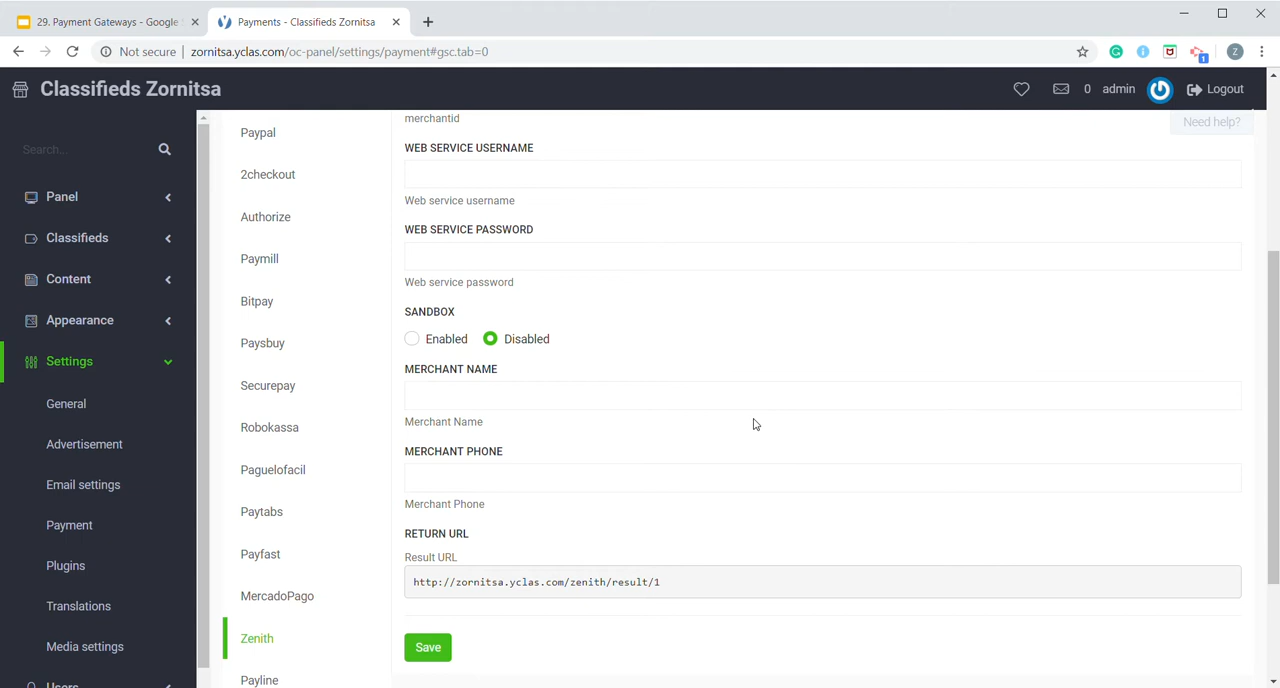 29. Payment Gateways - Google
Payments - Classifieds Zornitsa
Not secure | zornitsa.yclas.com/oc-panel/settings/payment#gsc.tab=0
1
Z
Classifieds Zornitsa
0
admin
Logout
Need help?
Search...
Panel
Classifieds
Content
Appearance
Settings
General
Advertisement
Email settings
Payment
Plugins
Translations
Media settings
Users
Paypal
2checkout
Authorize
Paymill
Bitpay
Paysbuy
Securepay
Robokassa
Paguelofacil
Paytabs
Payfast
MercadoPago
Zenith
Payline
merchantid
WEB SERVICE USERNAME
Web service username
WEB SERVICE PASSWORD
Web service password
SANDBOX
Enabled Disabled
MERCHANT NAME
Merchant Name
MERCHANT PHONE
Merchant Phone
RETURN URL
Result URL
http://zornitsa.yclas.com/zenith/result/1
Save